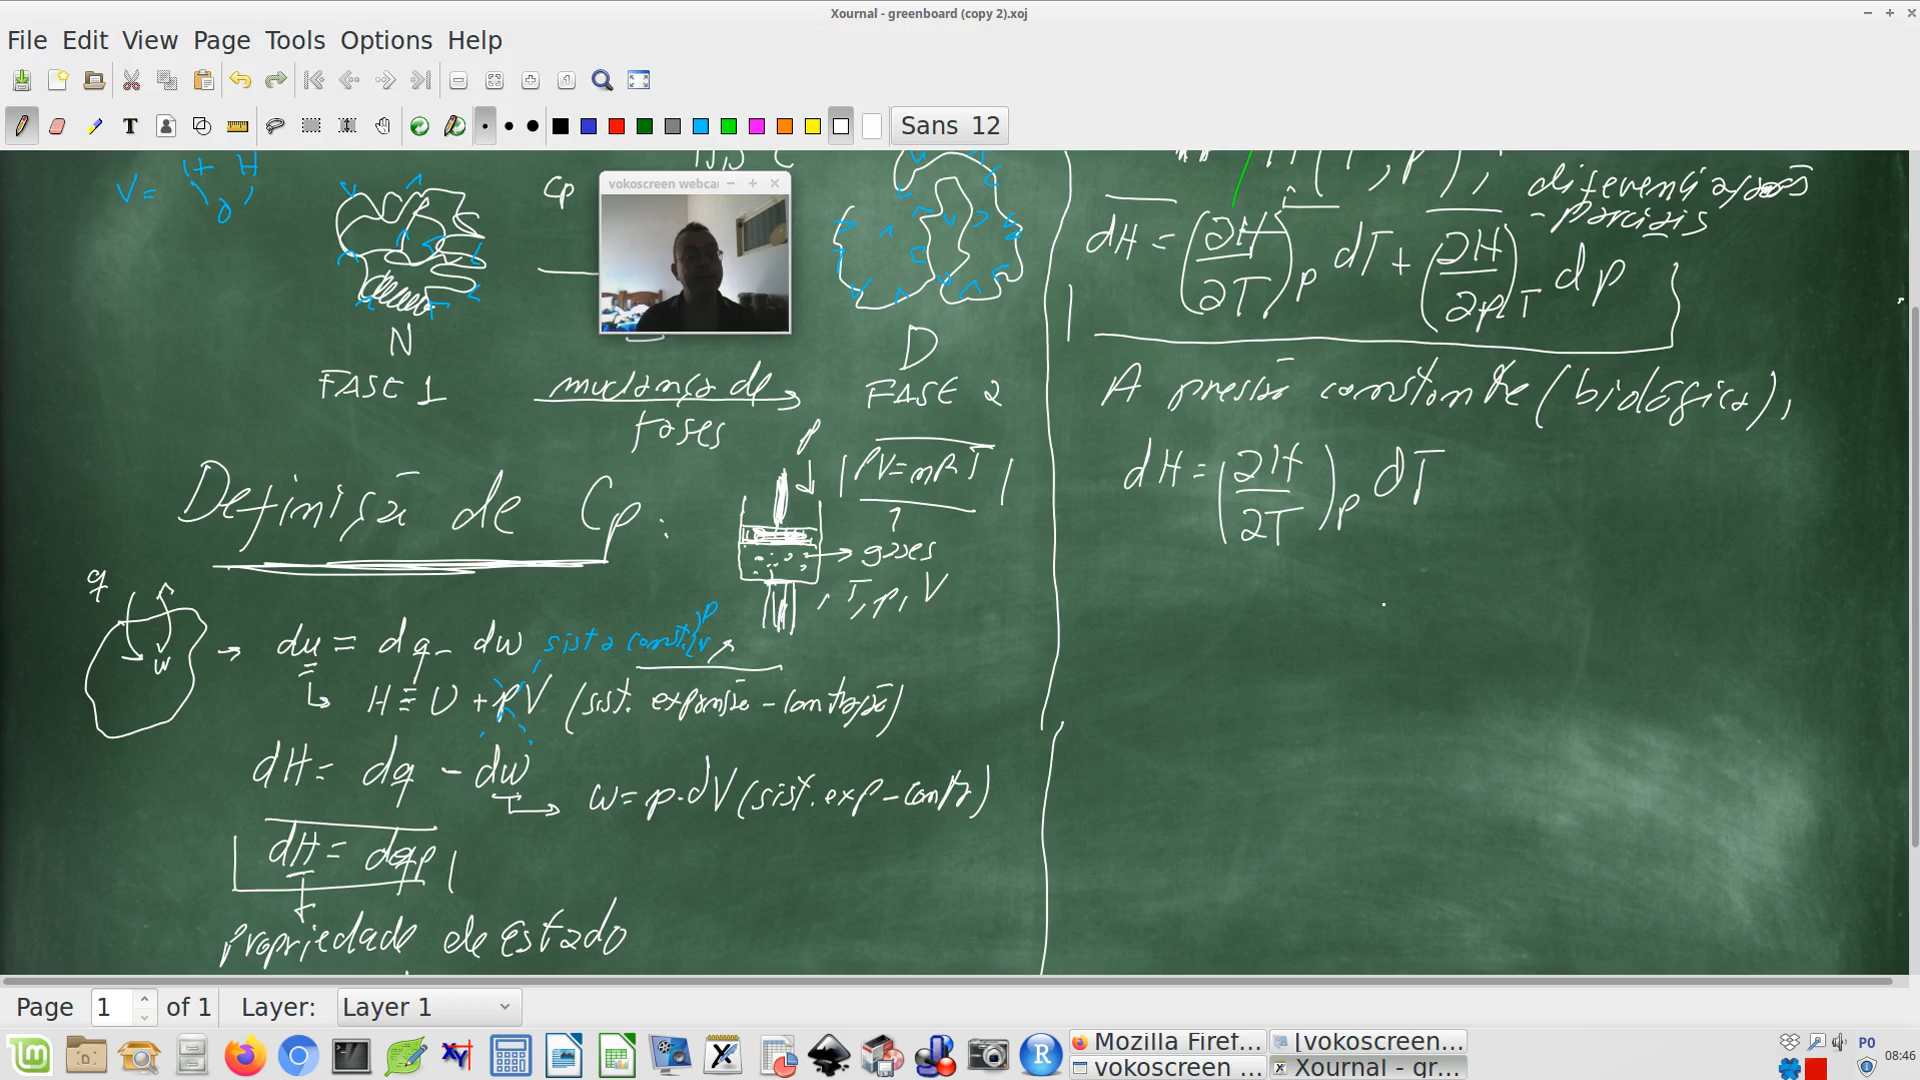 Xournal - greenboard (copy 2).xoj
File Edit View Page Tools Options Help
Sans 12
V = H H
O
Cp
vokoscreen webca
N
FASE 1
mudança de
fases
D
FASE 2
Definição de Cp :
p
PV = nRT
?
gases
, T, p, V
q
w
du = dq - dw sist a const. p
v
H ≡ U + pV (sist. expansão - contração)
dH = dq - dw
w = p.dV (sist. exp - contr)
dH = dqp
propriedade de estado
diferenciações
- parciais
dH = (∂H/∂T)p dT + (∂H/∂p)T dp
A pressão constante (biológica),
dH = (∂H/∂T)p dT
Page 1 of 1 Layer: Layer 1
Mozilla Firef... [vokoscreen...
vokoscreen ... Xournal - gr...
PO
08:46